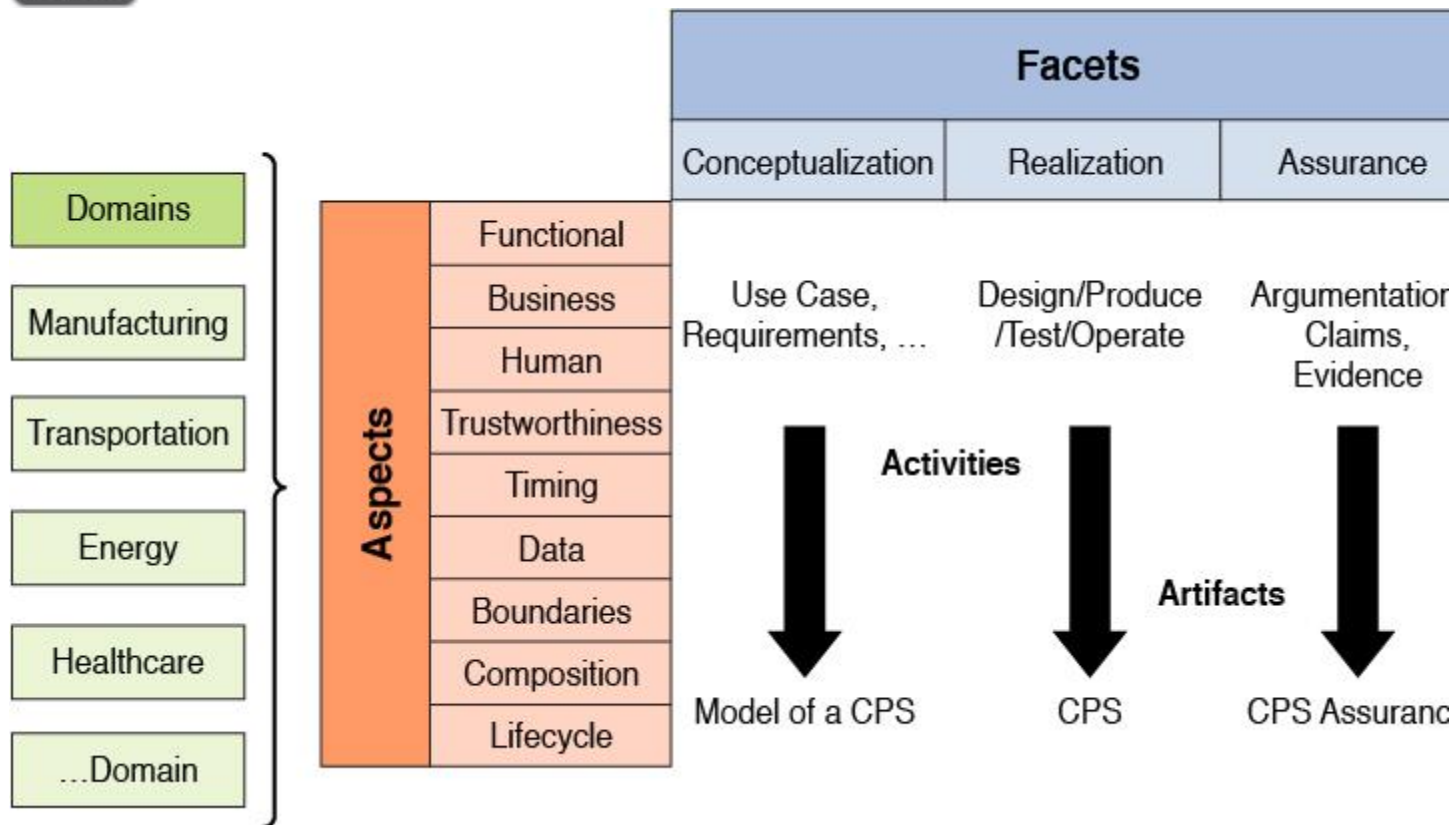 Facets
Conceptualization
Realization
Assurance
Domains
Manufacturing
Transportation
Energy
Healthcare
...Domain
Aspects
Functional
Business
Human
Trustworthiness
Timing
Data
Boundaries
Composition
Lifecycle
Use Case,
Requirements, ...
Design/Produce
/Test/Operate
Argumentation
Claims,
Evidence
Activities
Artifacts
Model of a CPS
CPS
CPS Assuranc